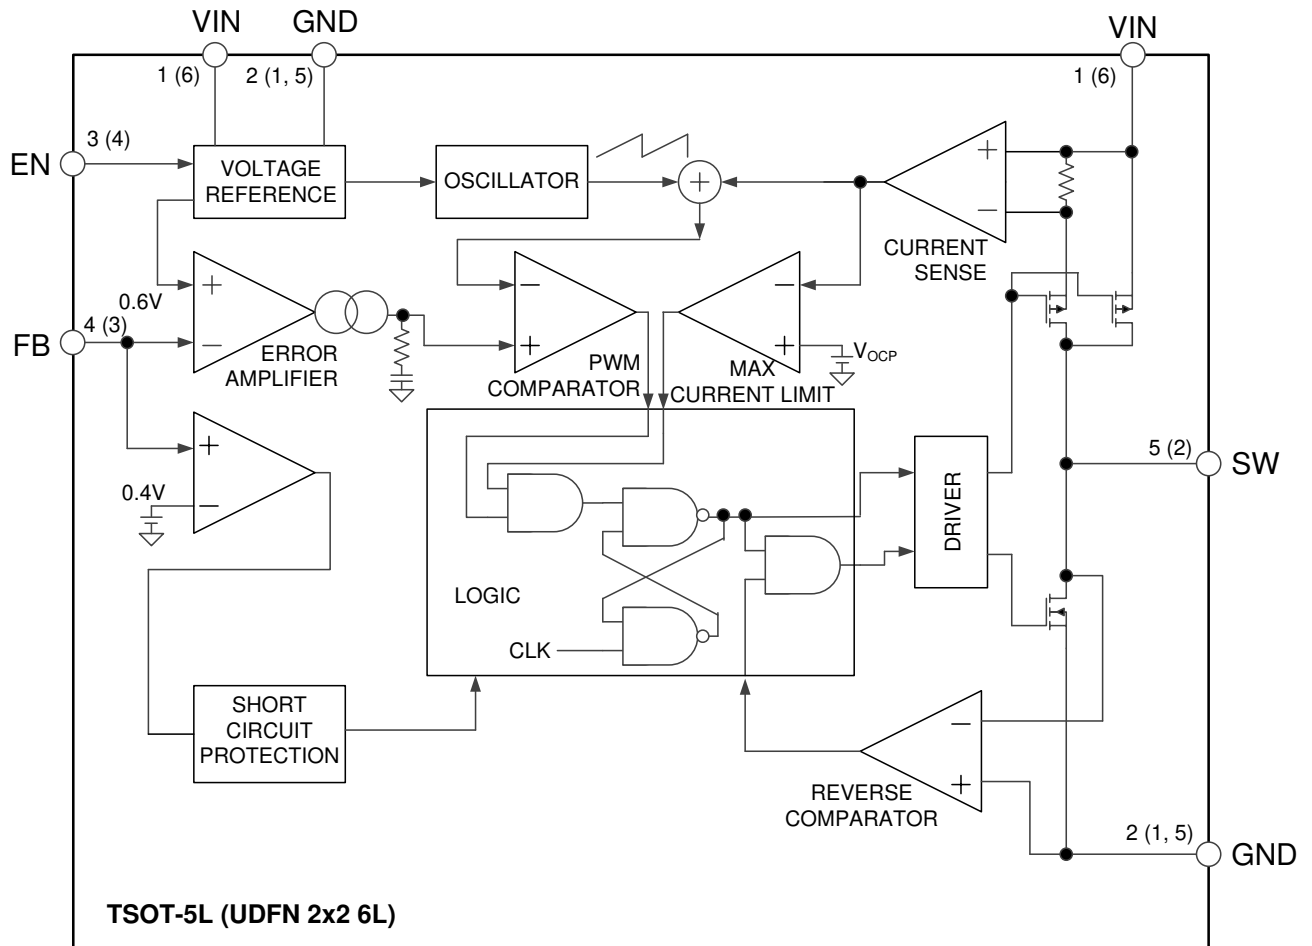 VIN
GND
VIN
1 (6)
2 (1, 5)
1 (6)
EN
3 (4)
VOLTAGE
REFERENCE
OSCILLATOR
+
+
−
CURRENT
SENSE
0.6V
+
−
ERROR
AMPLIFIER
FB
4 (3)
−
+
PWM
COMPARATOR
−
+
MAX
CURRENT LIMIT
VOCP
+
−
0.4V
LOGIC
CLK
DRIVER
5 (2)
SW
SHORT
CIRCUIT
PROTECTION
−
+
REVERSE
COMPARATOR
2 (1, 5)
GND
TSOT-5L (UDFN 2x2 6L)